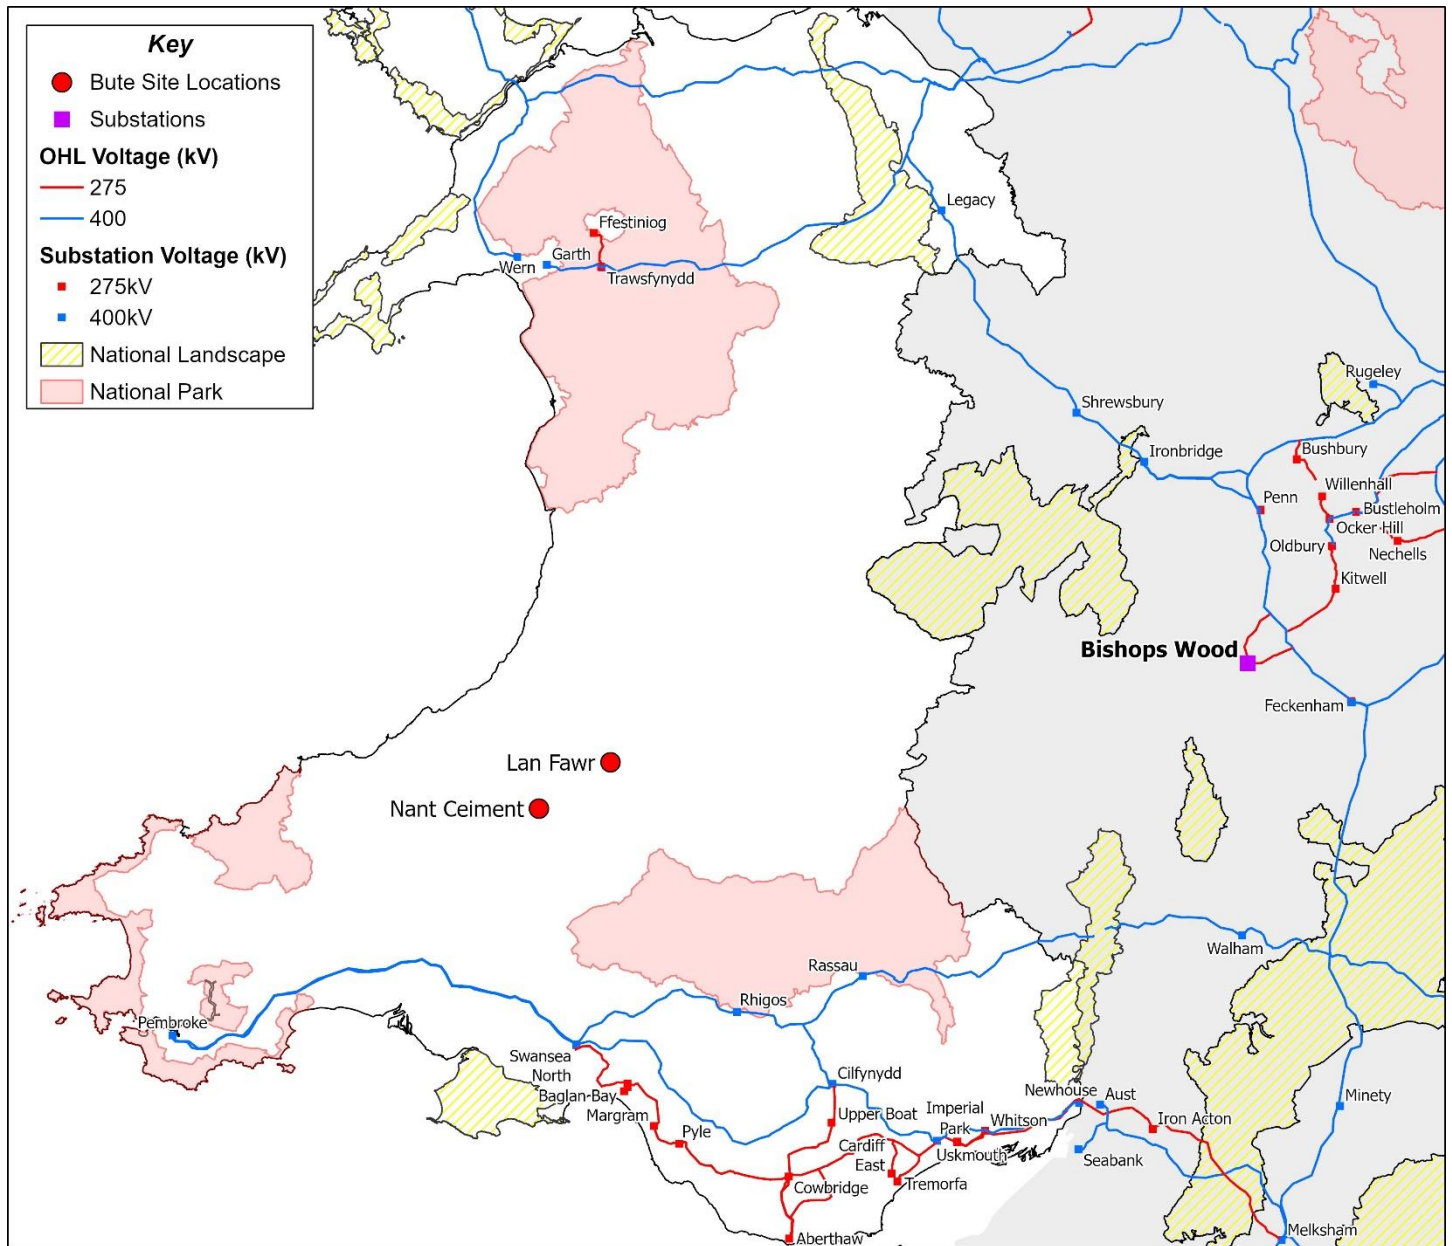 Key
Bute Site Locations
Substations
OHL Voltage (kV)
275
400
Substation Voltage (kV)
275kV
400kV
National Landscape
National Park
Ffestiniog
Legacy
Wern
Garth
Trawsfynydd
Rugeley
Shrewsbury
Ironbridge
Bushbury
Willenhall
Penn
Bustleholm
Ocker Hill
Oldbury
Nechells
Kitwell
Bishops Wood
Feckenham
Lan Fawr
Nant Ceiment
Walham
Rassau
Rhigos
Pembroke
Swansea
North
Cilfynydd
Baglan-Bay
Margram
Upper Boat
Pyle
Imperial
Park
Whitson
Newhouse
Aust
Iron Acton
Minety
Cardiff
East
Uskmouth
Seabank
Tremorfa
Cowbridge
Aberthaw
Melksham